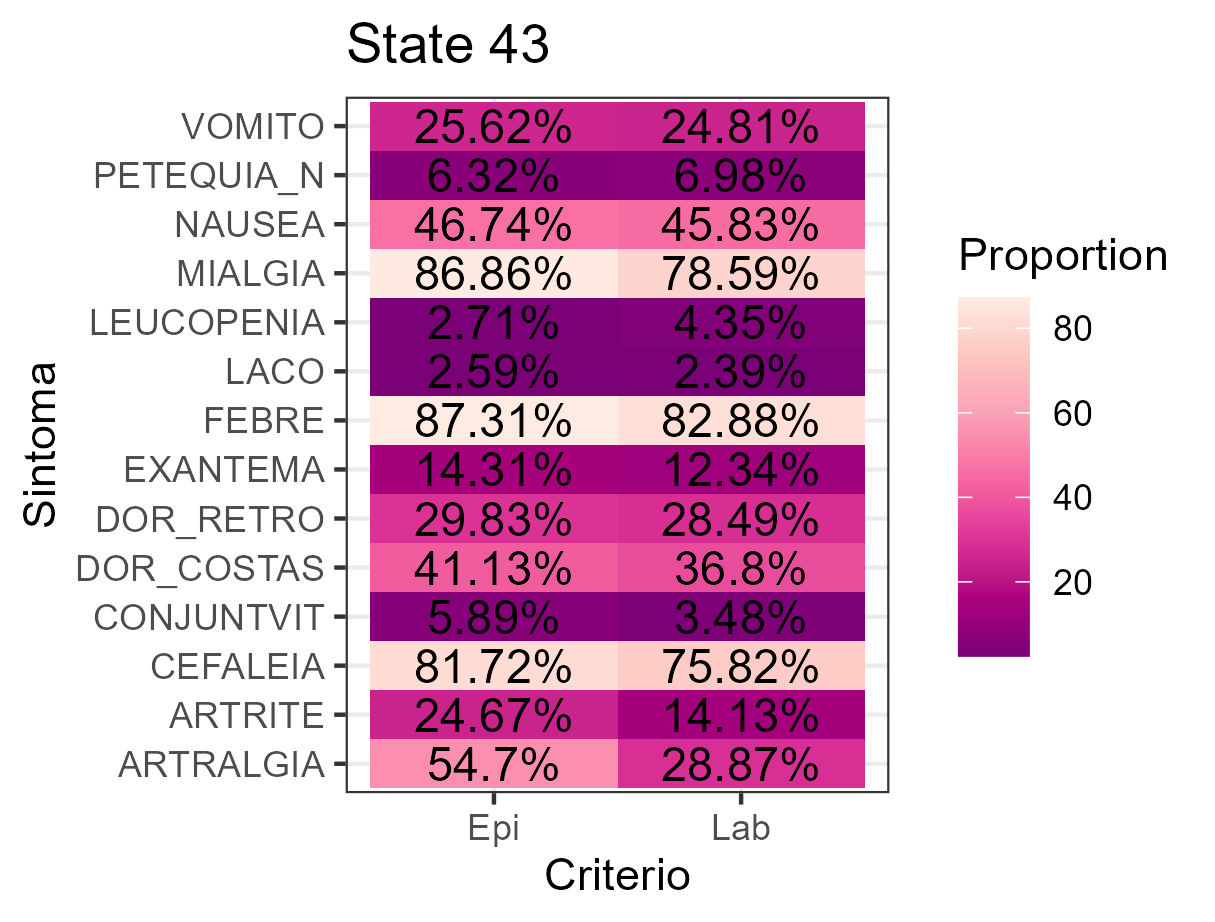 State 43
VOMITO 25.62% 24.81%
PETEQUIA_N 6.32% 6.98%
NAUSEA 46.74% 45.83%
MIALGIA 86.86% 78.59%
LEUCOPENIA 2.71% 4.35%
LACO 2.59% 2.39%
FEBRE 87.31% 82.88%
EXANTEMA 14.31% 12.34%
DOR_RETRO 29.83% 28.49%
DOR_COSTAS 41.13% 36.8%
CONJUNTVIT 5.89% 3.48%
CEFALEIA 81.72% 75.82%
ARTRITE 24.67% 14.13%
ARTRALGIA 54.7% 28.87%
Epi Lab
Criterio
Sintoma
Proportion
80
60
40
20